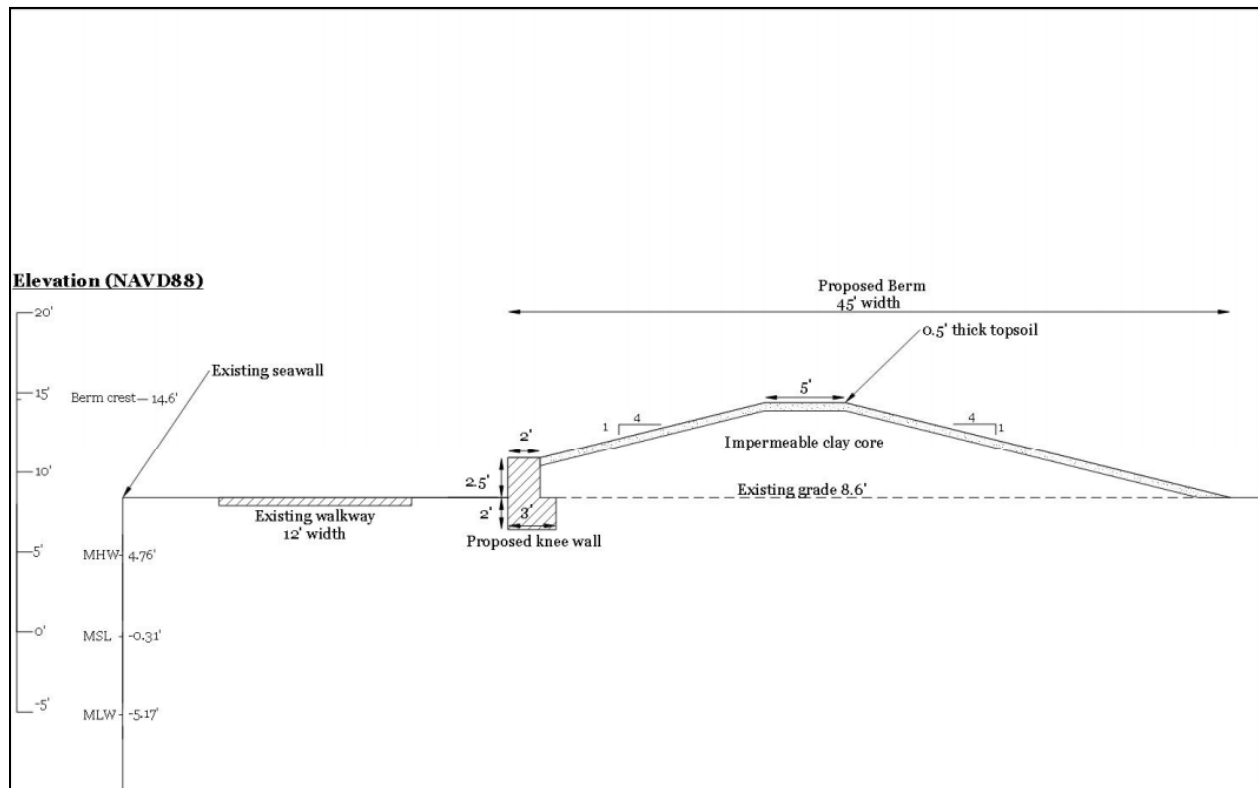 Elevation (NAVD88)
20'
15'
10'
5'
0'
-5'
Berm crest
14.6'
Existing seawall
Proposed Berm
45' width
0.5' thick topsoil
5'
1
4
4
1
2'
2.5'
2'
3'
Impermeable clay core
Existing grade 8.6'
Existing walkway
12' width
Proposed knee wall
MHW
4.76'
MSL
-0.31'
MLW
-5.17'